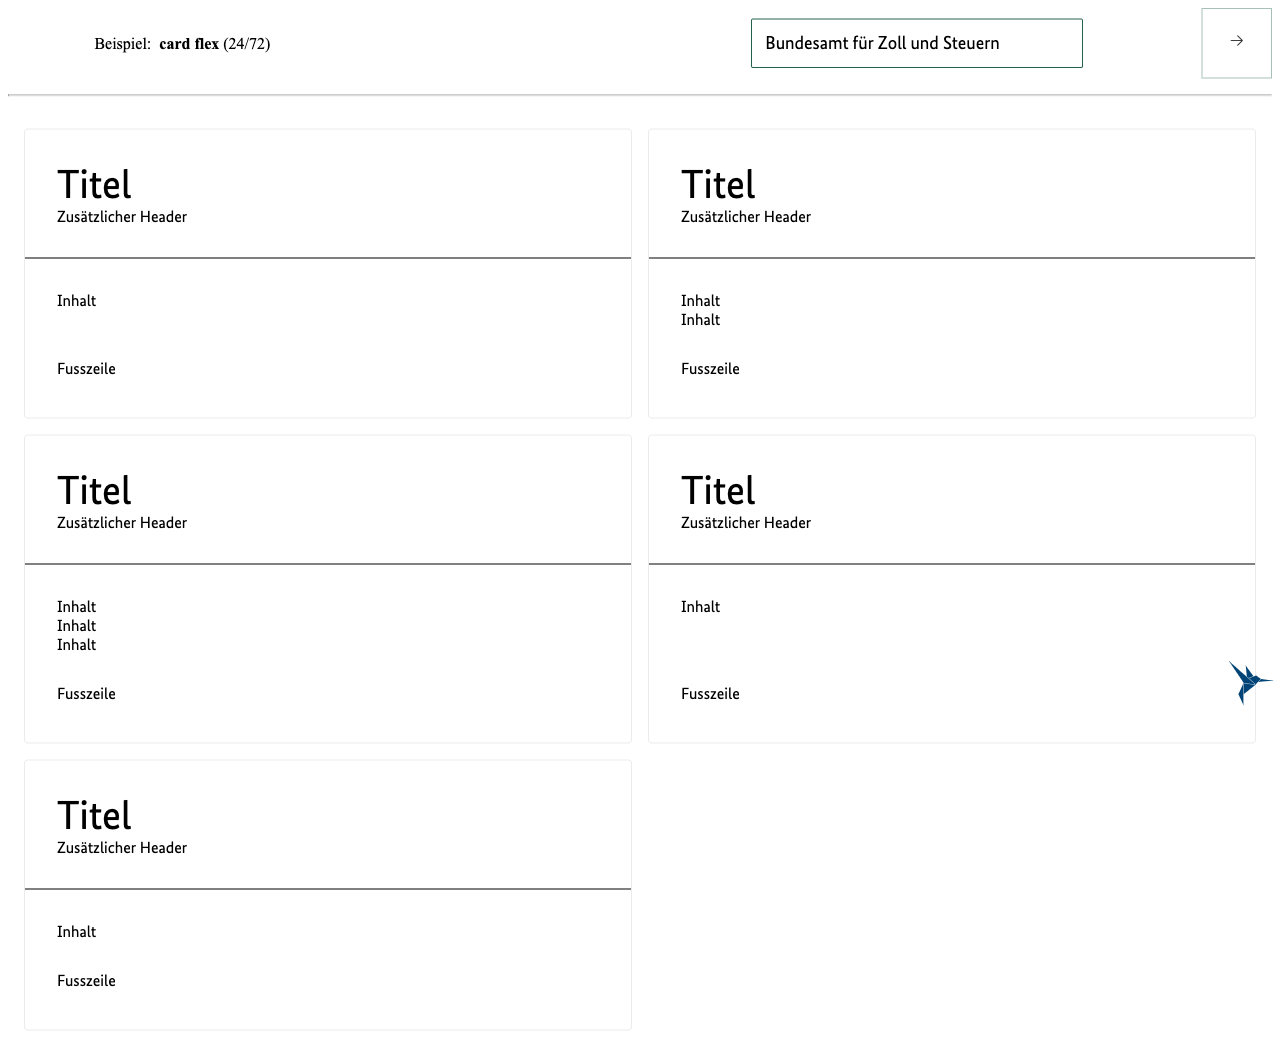 Beispiel: card flex (24/72)
Bundesamt für Zoll und Steuern
Titel
Zusätzlicher Header
Inhalt
Fusszeile
Titel
Zusätzlicher Header
Inhalt
Inhalt
Fusszeile
Titel
Zusätzlicher Header
Inhalt
Inhalt
Inhalt
Fusszeile
Titel
Zusätzlicher Header
Inhalt
Fusszeile
Titel
Zusätzlicher Header
Inhalt
Fusszeile